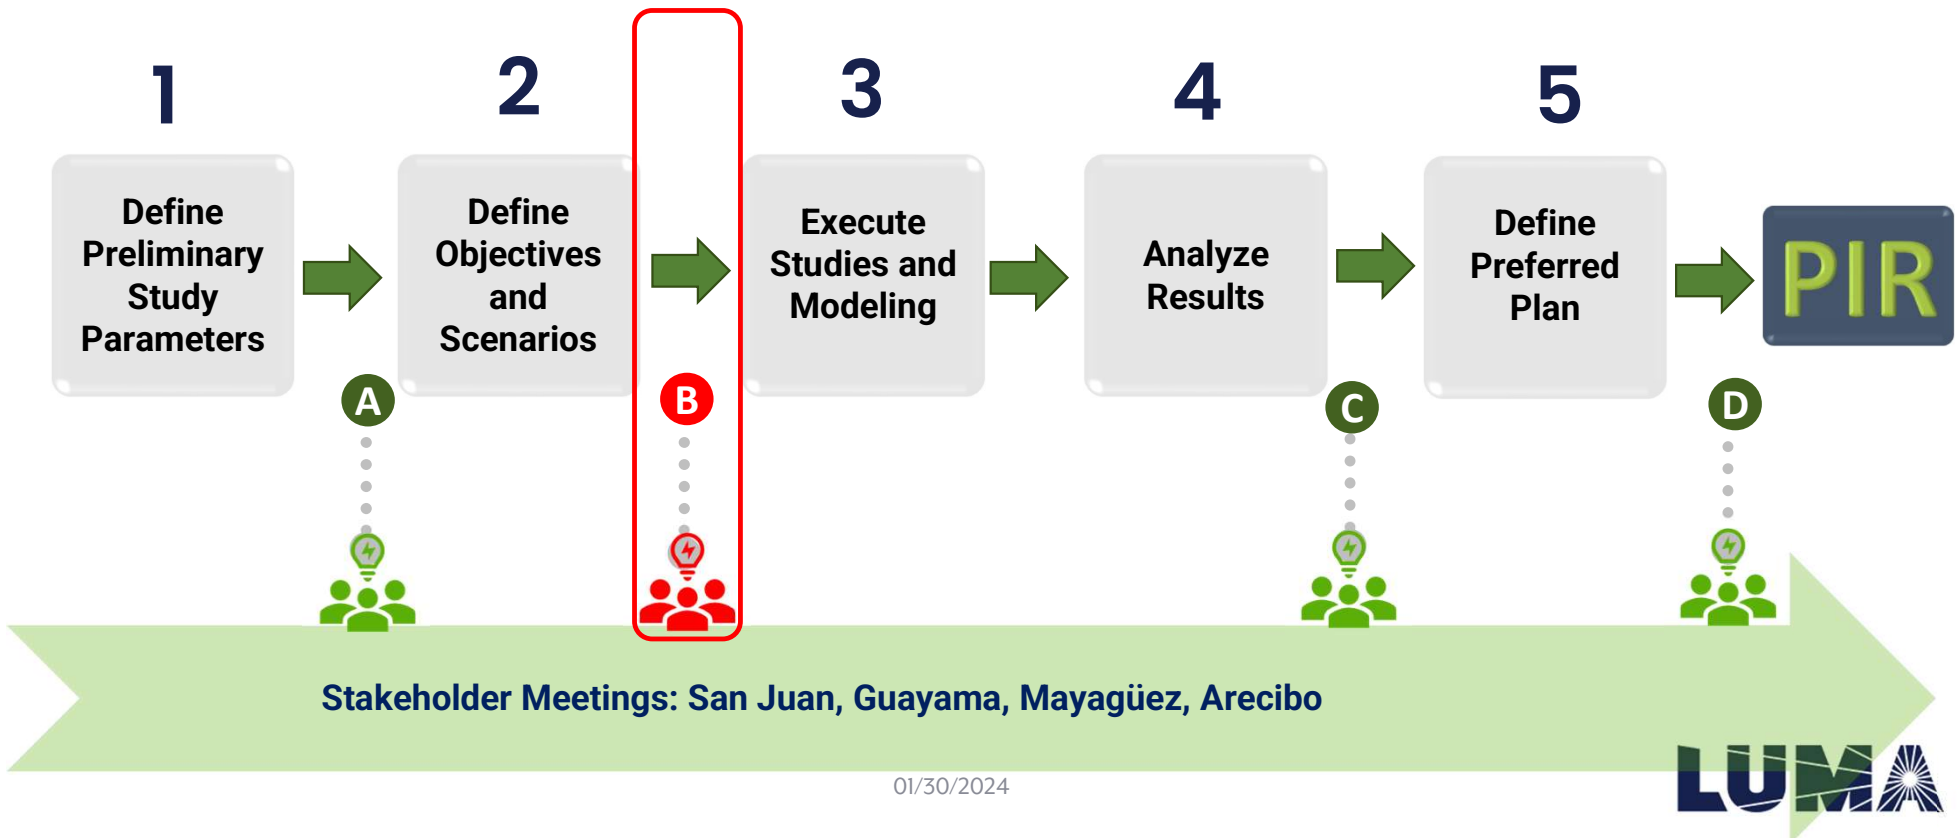 1
2
3
4
5
Define
Preliminary
Study
Parameters
Define
Objectives
and
Scenarios
Execute
Studies and
Modeling
Analyze
Results
Define
Preferred
Plan
PIR
A
B
C
D
Stakeholder Meetings: San Juan, Guayama, Mayagüez, Arecibo
01/30/2024
LUMA